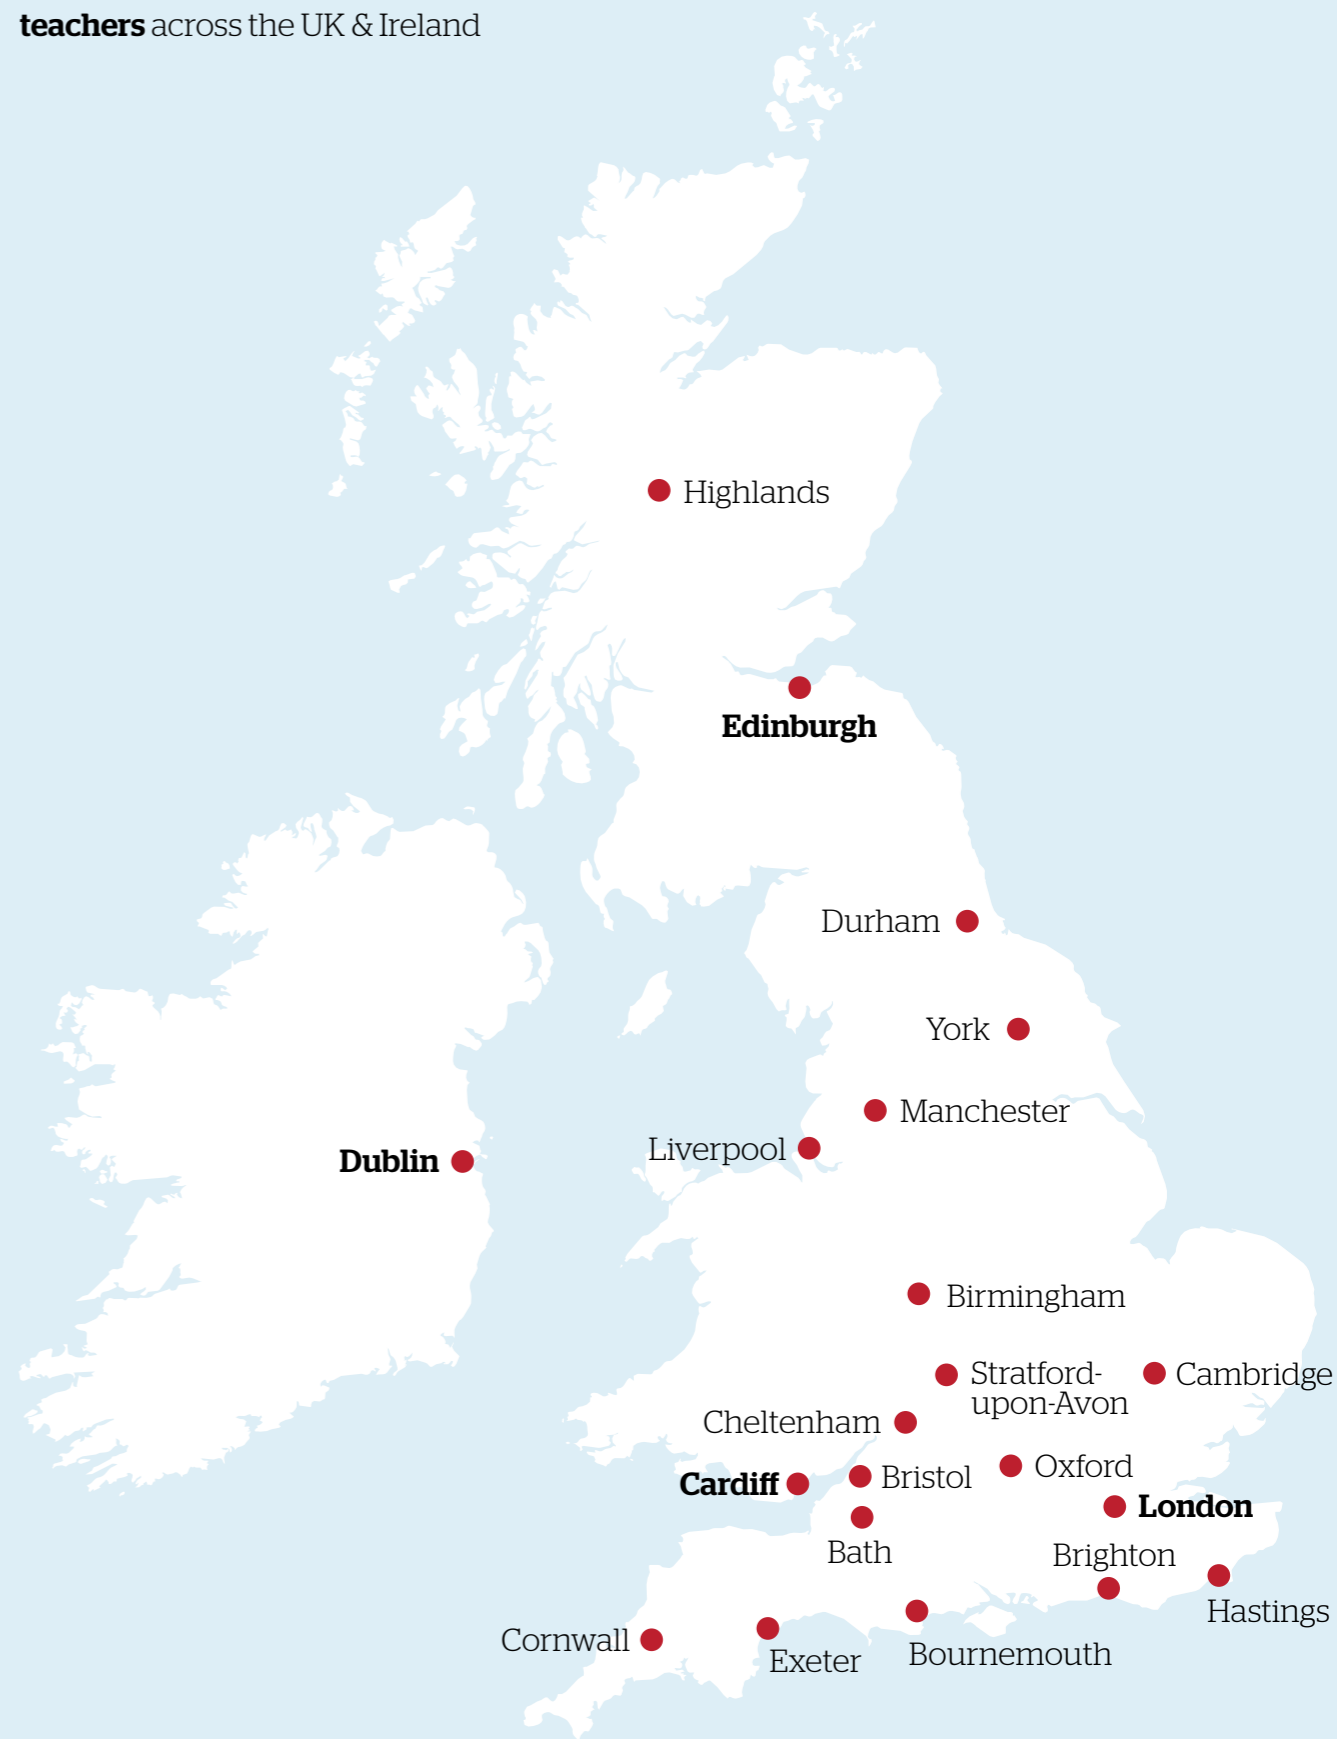 teachers across the UK & Ireland
Highlands
Edinburgh
Durham
York
Manchester
Liverpool
Dublin
Birmingham
Stratford-
upon-Avon
Cambridge
Cheltenham
Oxford
Cardiff
Bristol
London
Bath
Brighton
Hastings
Cornwall
Exeter
Bournemouth